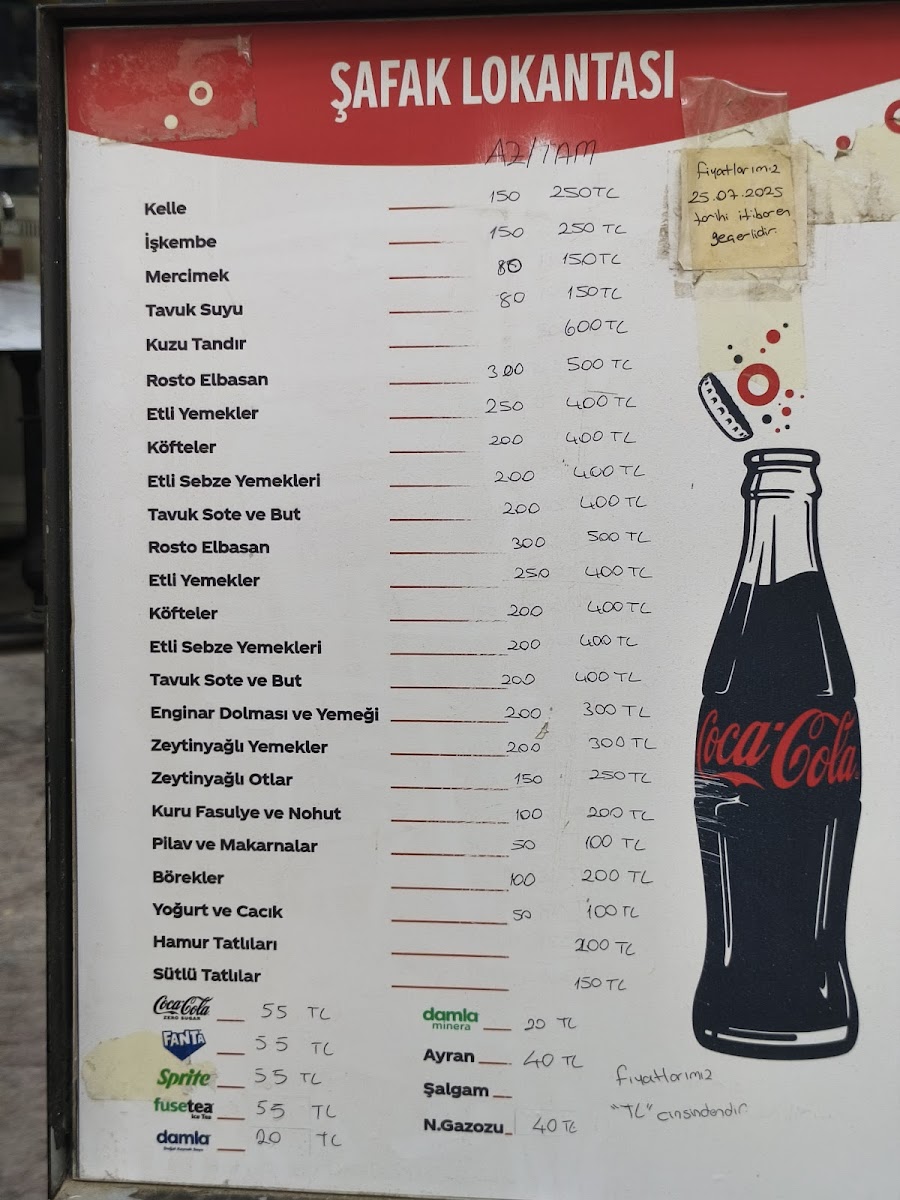 ŞAFAK LOKANTASI
AZ/TAM
fiyatlarımız
25.07.2025
tarihi itibaren
geçerlidir.
Kelle 150 250TL
İşkembe 150 250 TL
Mercimek 80 150TL
Tavuk Suyu 80 150TL
Kuzu Tandır 600TL
Rosto Elbasan 300 500 TL
Etli Yemekler 250 400 TL
Köfteler 200 400 TL
Etli Sebze Yemekleri 200 400 TL
Tavuk Sote ve But 200 400 TL
Rosto Elbasan 300 500 TL
Etli Yemekler 250 400 TL
Köfteler 200 400TL
Etli Sebze Yemekleri 200 400 TL
Tavuk Sote ve But 200 400 TL
Enginar Dolması ve Yemeği 200 300 TL
Zeytinyağlı Yemekler 200 300 TL
Zeytinyağlı Otlar 150 250TL
Kuru Fasulye ve Nohut 100 200 TL
Pilav ve Makarnalar 50 100 TL
Börekler 100 200 TL
Yoğurt ve Cacık 50 100 TL
Hamur Tatlıları TL
Sütlü Tatlılar 150 TL
Coca-Cola ZERO SUGAR 55 TL
FANTA 55 TL
Sprite 55 TL
fusetea Ice Tea 55 TL
damla 20 TL
damla minera 20 TL
Ayran 40 TL
Şalgam
N.Gazozu 40 TL
fiyatlarımız
"TL" cinsindendir
Coca-Cola